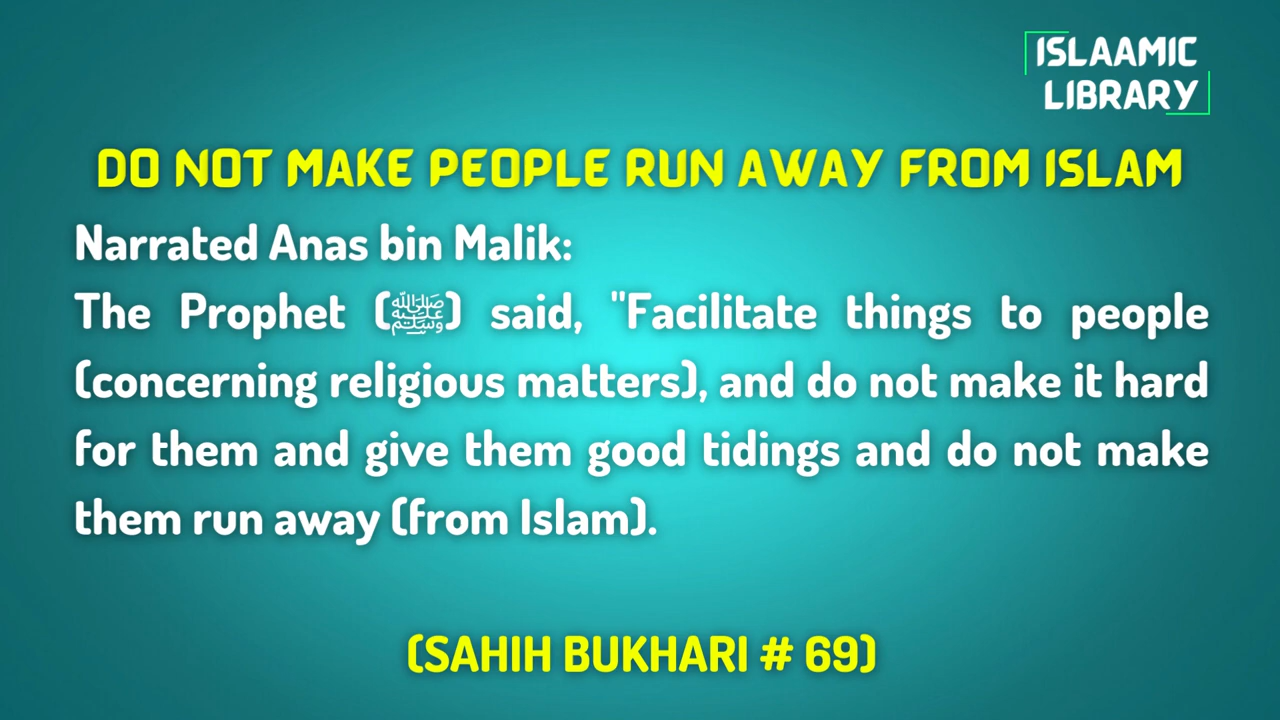 ISLAAMIC
LIBRARY
DO NOT MAKE PEOPLE RUN AWAY FROM ISLAM
Narrated Anas bin Malik:
The Prophet (ﷺ) said, "Facilitate things to people
(concerning religious matters), and do not make it hard
for them and give them good tidings and do not make
them run away (from Islam).
(SAHIH BUKHARI # 69)